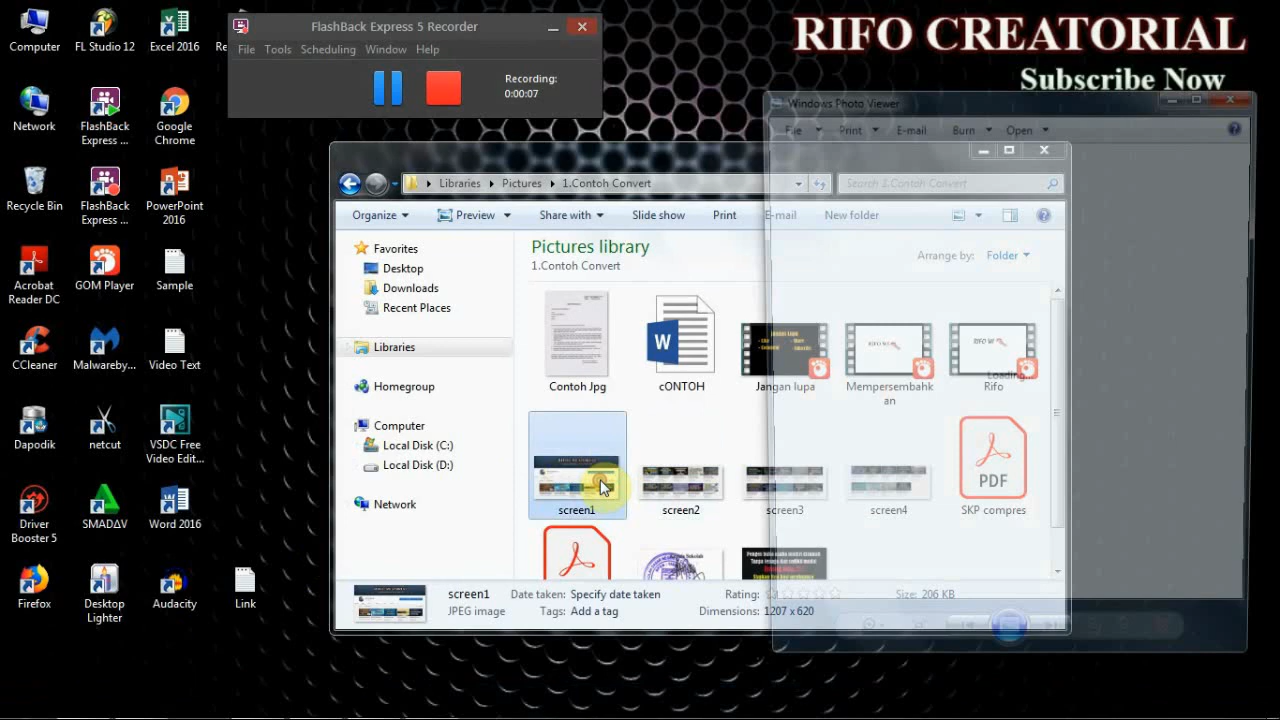 RIFO CREATORIAL
Subscribe Now
Computer
FL Studio 12
Excel 2016
Network
FlashBack
Express ...
Google
Chrome
Recycle Bin
FlashBack
Express ...
PowerPoint
2016
Acrobat
Reader DC
GOM Player
Sample
CCleaner
Malwareby...
Video Text
Dapodik
netcut
VSDC Free
Video Edit...
Driver
Booster 5
SMADΔV
Word 2016
Firefox
Desktop
Lighter
Audacity
Link
FlashBack Express 5 Recorder
File Tools Scheduling Window Help
Recording:
0:00:07
Windows Photo Viewer
File Print E-mail Burn Open
Loading...
Libraries Pictures 1.Contoh Convert
Search 1.Contoh Convert
Organize Preview Share with Slide show Print E-mail New folder
Favorites
Desktop
Downloads
Recent Places
Libraries
Homegroup
Computer
Local Disk (C:)
Local Disk (D:)
Network
Pictures library
1.Contoh Convert
Arrange by: Folder
Contoh Jpg
cONTOH
Jangan lupa
Mempersembahk
an
Rifo
screen1
screen2
screen3
screen4
PDF
SKP compres
screen1
JPEG image
Date taken: Specify date taken
Tags: Add a tag
Rating:
Dimensions: 1207 x 620
Size: 206 KB